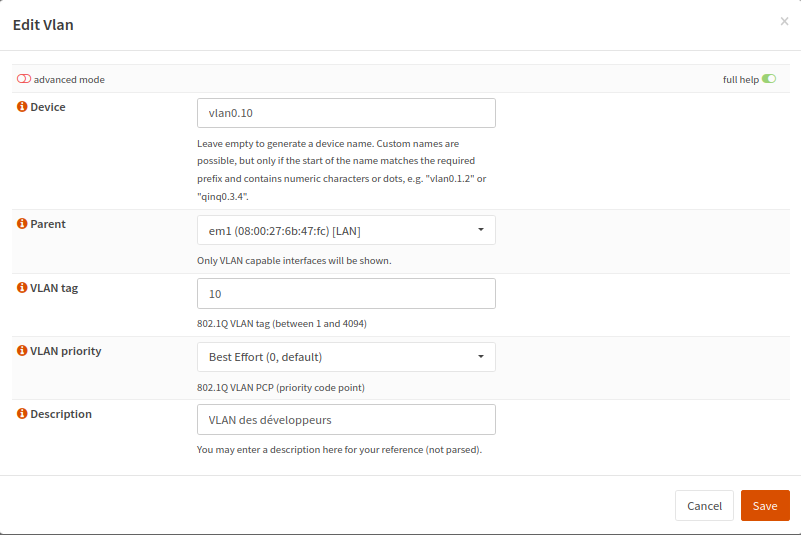 Edit Vlan
×
advanced mode
full help
Device
vlan0.10
Leave empty to generate a device name. Custom names are
possible, but only if the start of the name matches the required
prefix and contains numeric characters or dots, e.g. "vlan0.1.2" or
"qinq0.3.4".
Parent
em1 (08:00:27:6b:47:fc) [LAN]
Only VLAN capable interfaces will be shown.
VLAN tag
10
802.1Q VLAN tag (between 1 and 4094)
VLAN priority
Best Effort (0, default)
802.1Q VLAN PCP (priority code point)
Description
VLAN des développeurs
You may enter a description here for your reference (not parsed).
Cancel
Save